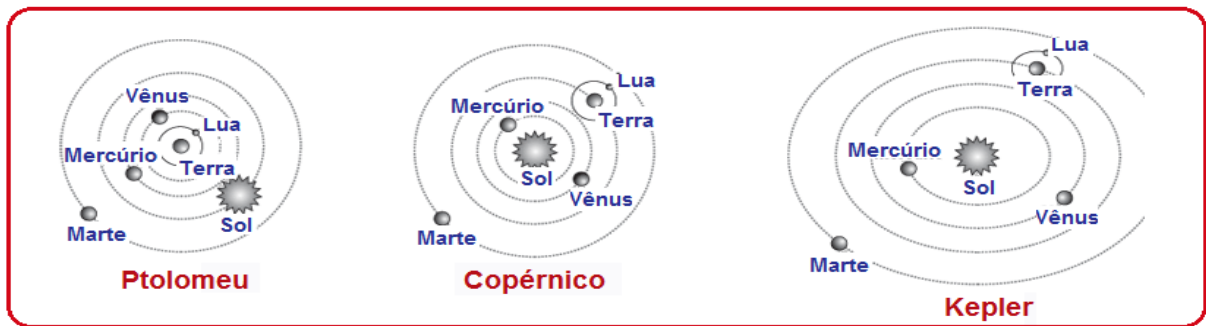 Vênus
Lua
Mercúrio
Terra
Marte
Sol
Ptolomeu
Lua
Mercúrio
Terra
Sol
Vênus
Marte
Copérnico
Lua
Terra
Mercúrio
Sol
Vênus
Marte
Kepler